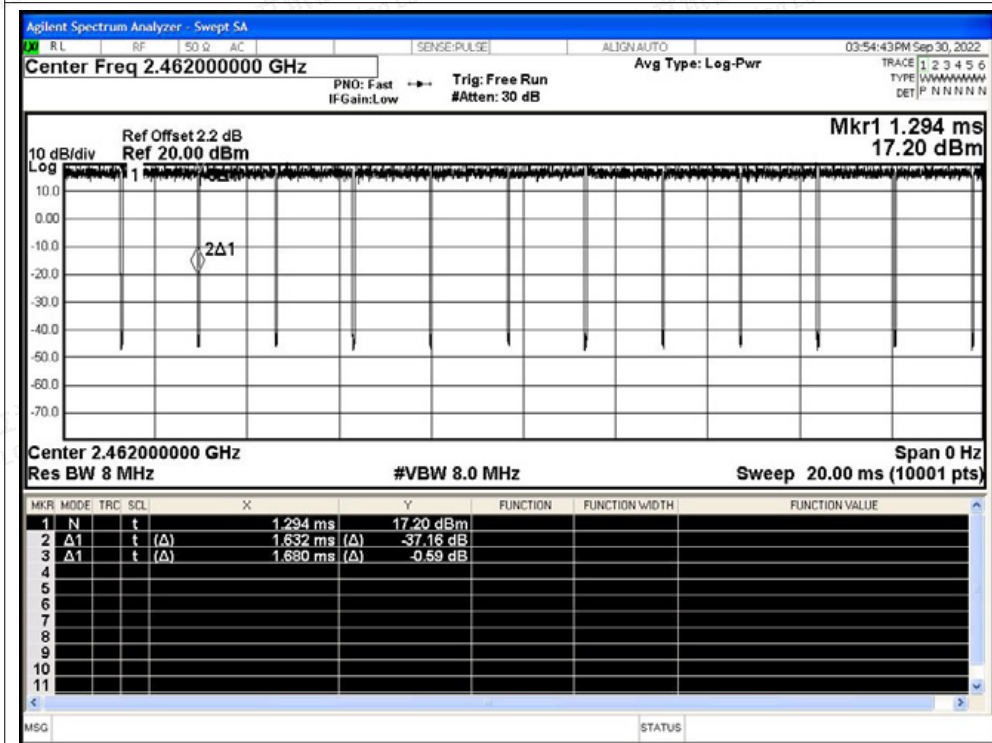 Agilent Spectrum Analyzer - Swept SA
RL RF 50 Ω AC SENSE:PULSE ALIGN AUTO 03:54:43 PM Sep 30, 2022
Center Freq 2.462000000 GHz
PNO: Fast
IFGain:Low
Trig: Free Run
#Atten: 30 dB
Avg Type: Log-Pwr
TRACE 1 2 3 4 5 6
TYPE WWWWWW
DET P N N N N N
Ref Offset 2.2 dB
10 dB/div Ref 20.00 dBm
Mkr1 1.294 ms
17.20 dBm
Log
10.0
0.00
-10.0
-20.0
-30.0
-40.0
-50.0
-60.0
-70.0
1
2Δ1
Center 2.462000000 GHz Span 0 Hz
Res BW 8 MHz #VBW 8.0 MHz Sweep 20.00 ms (10001 pts)
MKR MODE TRC SCL X Y FUNCTION FUNCTION WIDTH FUNCTION VALUE
1 N t 1.294 ms 17.20 dBm
2 Δ1 t (Δ) 1.632 ms (Δ) -37.16 dB
3 Δ1 t (Δ) 1.680 ms (Δ) -0.59 dB
4
5
6
7
8
9
10
11
MSG STATUS